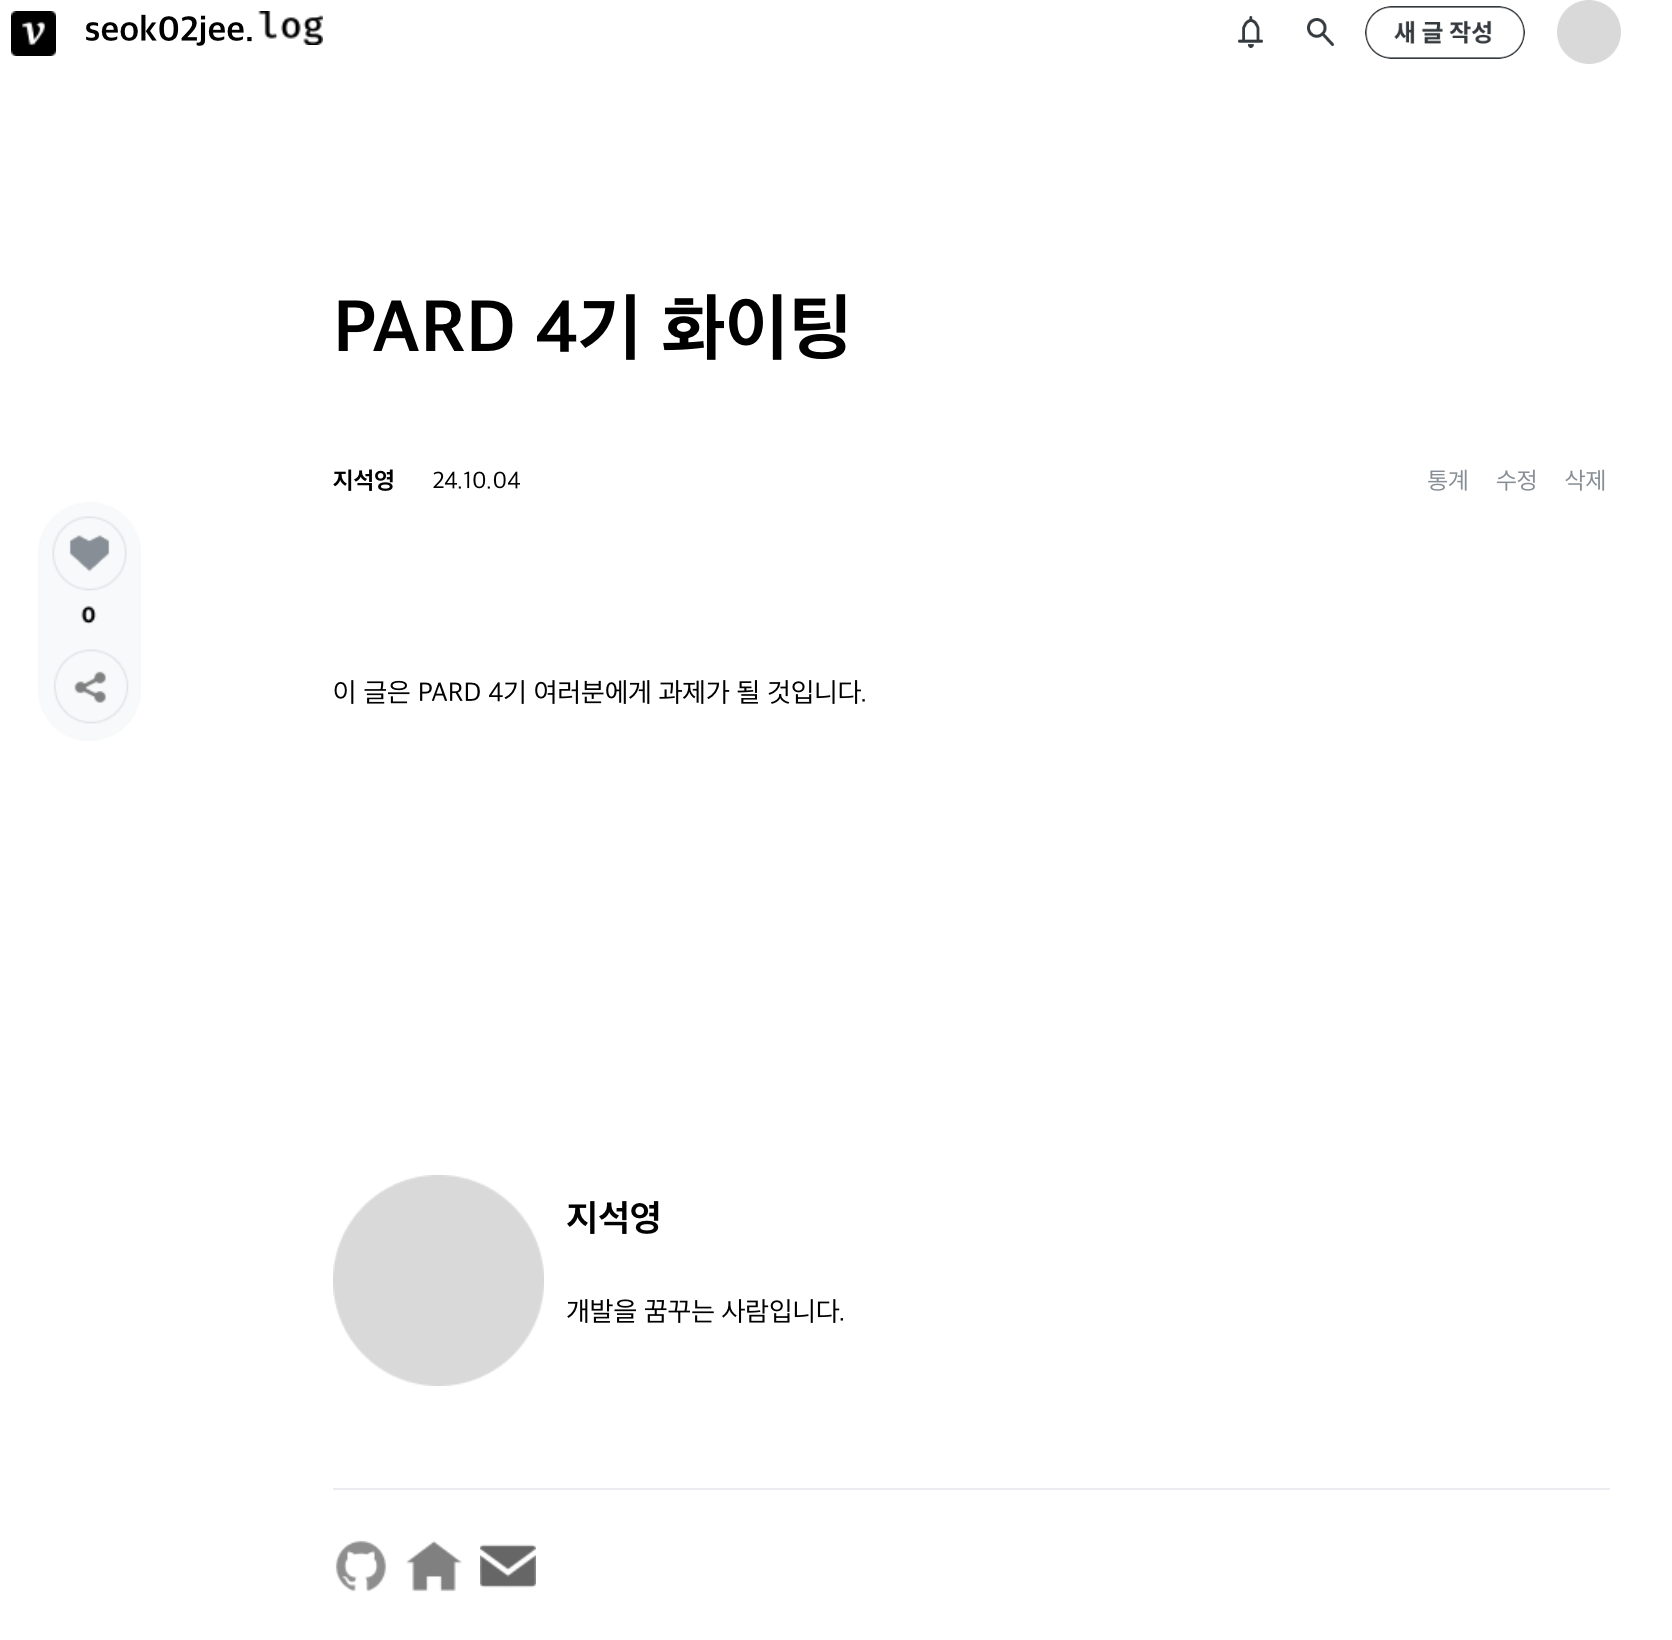 v seok02jee.log
새 글 작성
PARD 4기 화이팅
지석영 24.10.04 통계 수정 삭제
0
이 글은 PARD 4기 여러분에게 과제가 될 것입니다.
지석영
개발을 꿈꾸는 사람입니다.